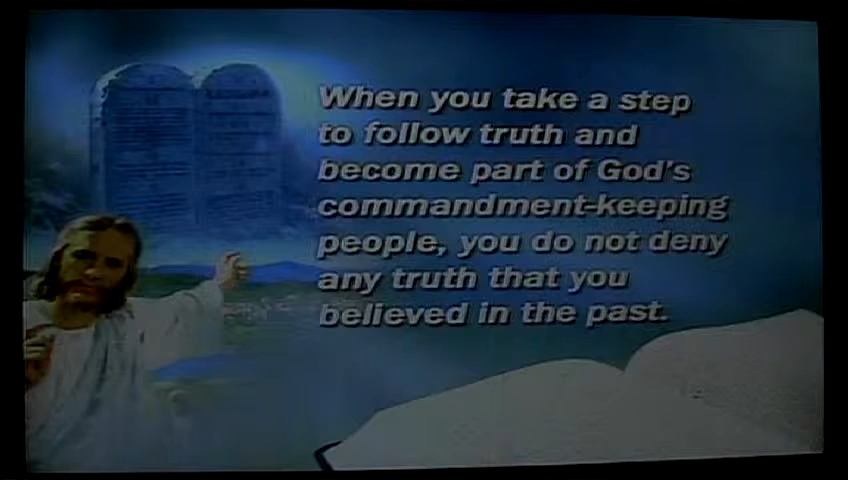 When you take a step
to follow truth and
become part of God's
commandment-keeping
people, you do not deny
any truth that you
believed in the past.